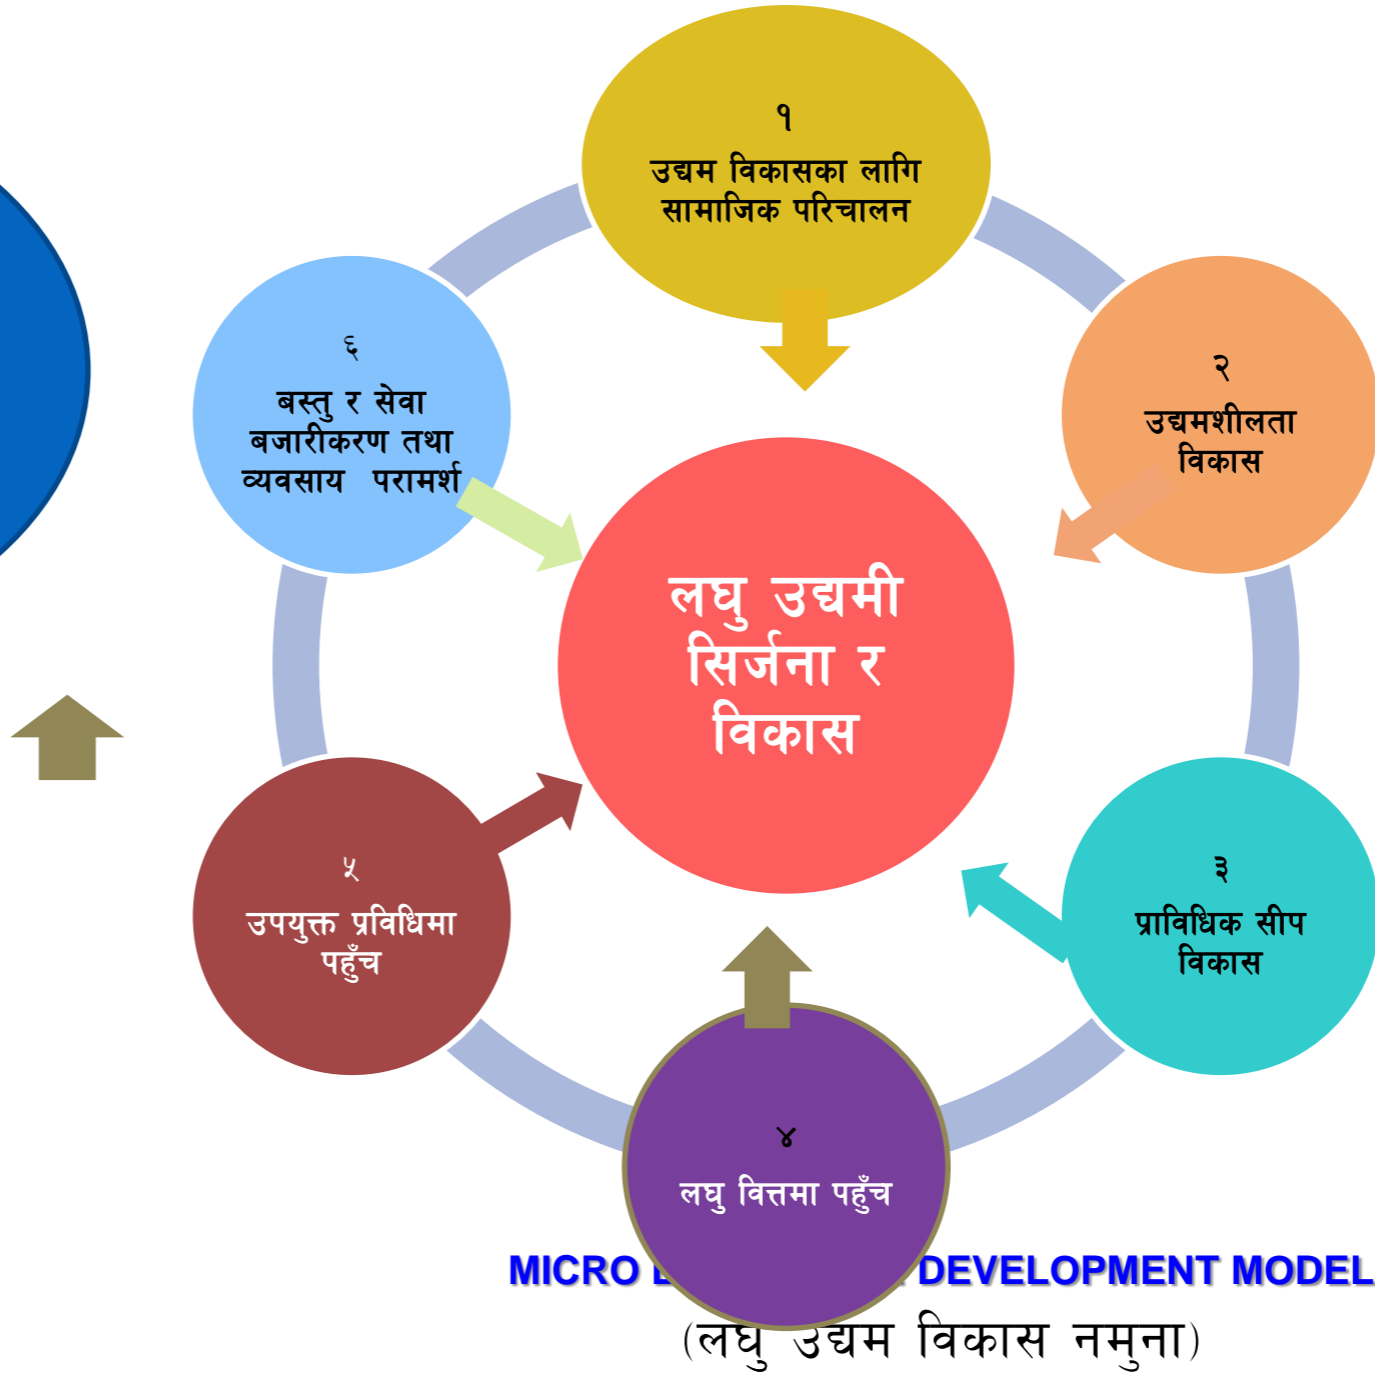 १
उद्यम विकासका लागि
सामाजिक परिचालन
२
उद्यमशीलता
विकास
३
प्राविधिक सीप
विकास
४
लघु वित्तमा पहुँच
५
उपयुक्त प्रविधिमा
पहुँच
६
बस्तु र सेवा
बजारीकरण तथा
व्यवसाय परामर्श
लघु उद्यमी
सिर्जना र
विकास
MICRO DEVELOPMENT MODEL
(लघु उद्यम विकास नमुना)